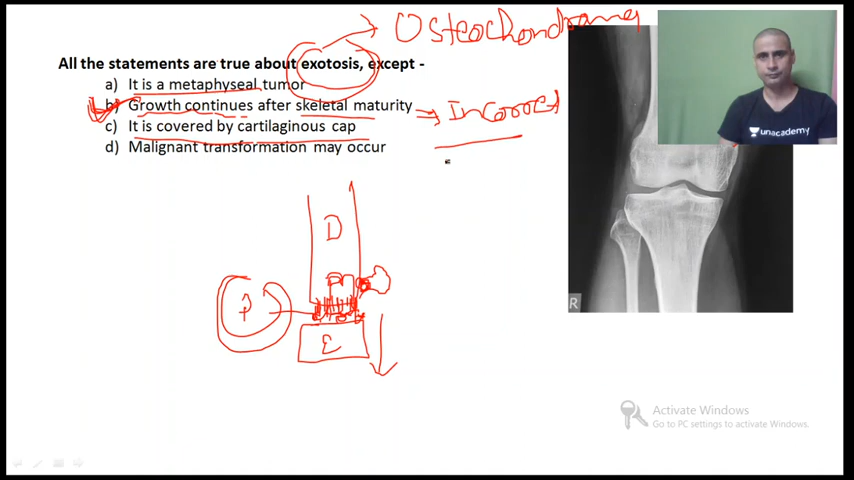 Osteochondroma
All the statements are true about exotosis, except -
a) It is a metaphyseal tumor
b) Growth continues after skeletal maturity → Incorrect
c) It is covered by cartilaginous cap
d) Malignant transformation may occur
unacademy
D
M
P
E
R
Activate Windows
Go to PC settings to activate Windows.